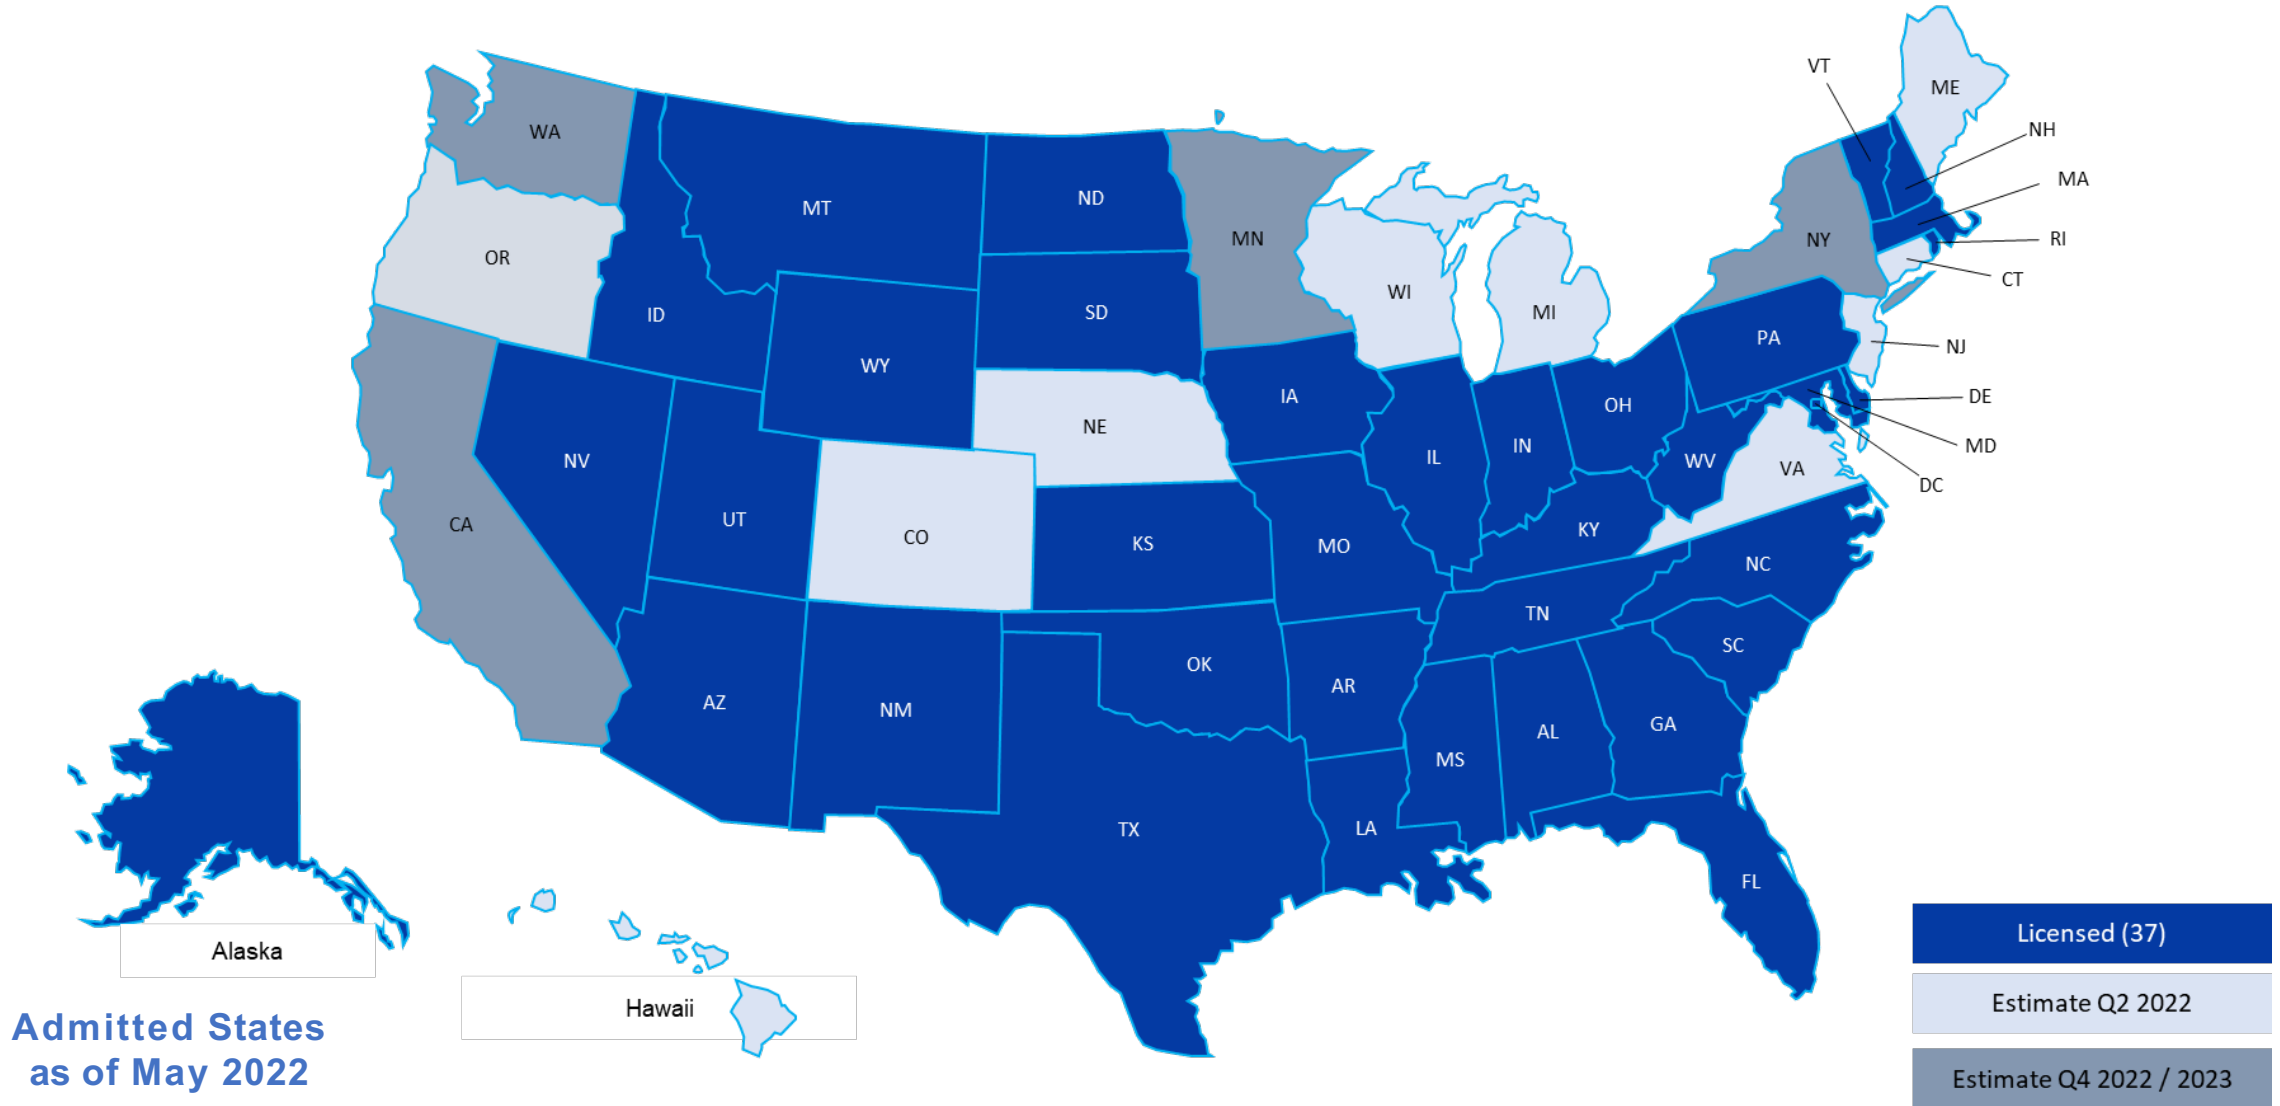 VT
ME
WA
NH
MA
ND
MT
RI
MN
NY
OR
CT
WI
SD
MI
ID
PA
NJ
WY
IA
DE
OH
NE
MD
IN
IL
NV
WV
VA
DC
UT
CA
KY
CO
KS
MO
NC
TN
SC
OK
AR
AZ
NM
GA
AL
MS
TX
LA
FL
Alaska
Hawaii
Admitted States
as of May 2022
Licensed (37)
Estimate Q2 2022
Estimate Q4 2022 / 2023